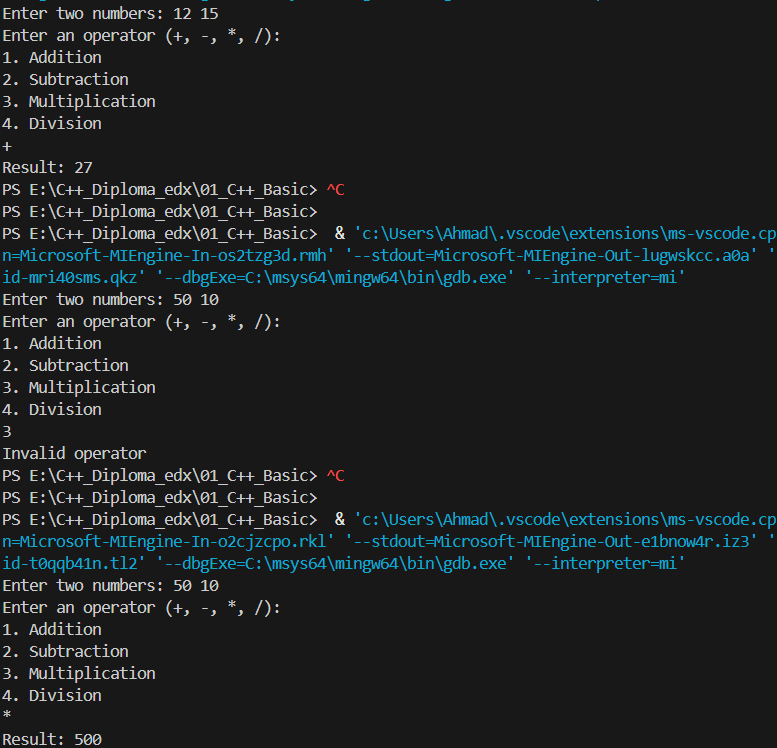 Enter two numbers: 12 15
Enter an operator (+, -, *, /):
1. Addition
2. Subtraction
3. Multiplication
4. Division
+
Result: 27
PS E:\C++_Diploma_edx\01_C++_Basic> ^C
PS E:\C++_Diploma_edx\01_C++_Basic>
PS E:\C++_Diploma_edx\01_C++_Basic>  & 'c:\Users\Ahmad\.vscode\extensions\ms-vscode.cp
n=Microsoft-MIEngine-In-os2tzg3d.rmh' '--stdout=Microsoft-MIEngine-Out-lugwskcc.a0a' '
id-mri40sms.qkz' '--dbgExe=C:\msys64\mingw64\bin\gdb.exe' '--interpreter=mi'
Enter two numbers: 50 10
Enter an operator (+, -, *, /):
1. Addition
2. Subtraction
3. Multiplication
4. Division
3
Invalid operator
PS E:\C++_Diploma_edx\01_C++_Basic> ^C
PS E:\C++_Diploma_edx\01_C++_Basic>
PS E:\C++_Diploma_edx\01_C++_Basic>  & 'c:\Users\Ahmad\.vscode\extensions\ms-vscode.cp
n=Microsoft-MIEngine-In-o2cjzcpo.rkl' '--stdout=Microsoft-MIEngine-Out-e1bnow4r.iz3' '
id-t0qqb41n.tl2' '--dbgExe=C:\msys64\mingw64\bin\gdb.exe' '--interpreter=mi'
Enter two numbers: 50 10
Enter an operator (+, -, *, /):
1. Addition
2. Subtraction
3. Multiplication
4. Division
*
Result: 500